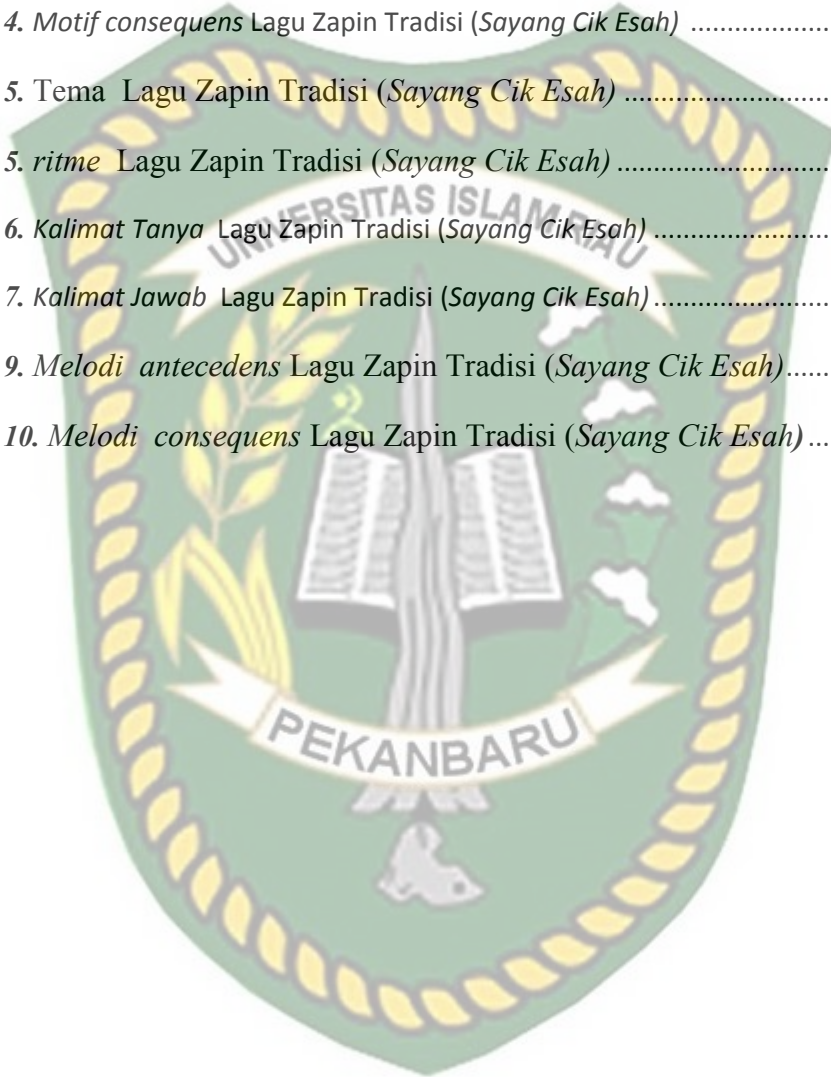 4. Motif consequens Lagu Zapin Tradisi (Sayang Cik Esah) ...................
5. Tema  Lagu Zapin Tradisi (Sayang Cik Esah) ............................
5. ritme  Lagu Zapin Tradisi (Sayang Cik Esah) .............................
UNIVERSITAS ISLAM RIAU
6. Kalimat Tanya  Lagu Zapin Tradisi (Sayang Cik Esah) ........................
7. Kalimat Jawab  Lagu Zapin Tradisi (Sayang Cik Esah) ........................
9. Melodi  antecedens Lagu Zapin Tradisi (Sayang Cik Esah)......
10. Melodi  consequens Lagu Zapin Tradisi (Sayang Cik Esah) ...
PEKANBARU